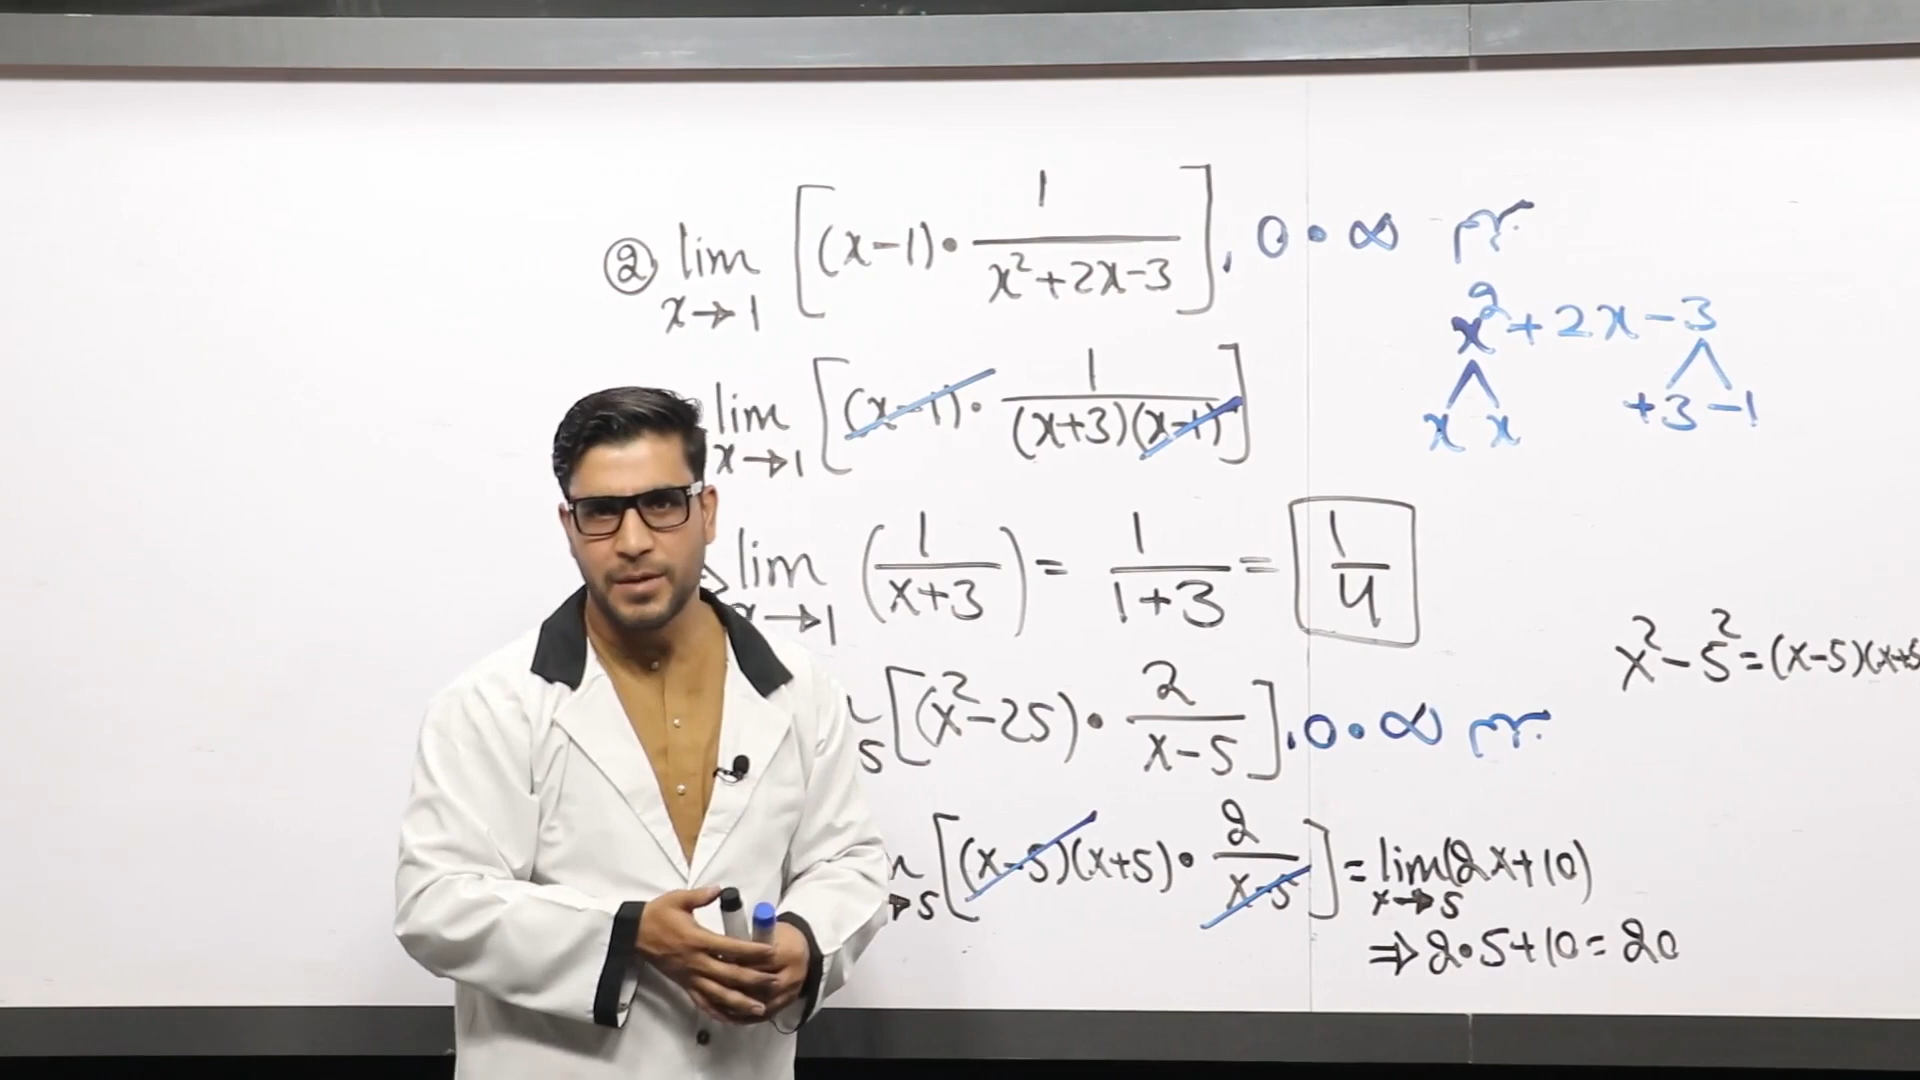 ② lim x→1 [(x-1)•1/(x²+2x-3)], 0•∞
x²+2x-3
x x +3 -1
lim x→1 [(x-1)•1/((x+3)(x-1))]
lim x→1 (1/(x+3)) = 1/(1+3) = 1/4
x²-5²=(x-5)(x+5
5 [(x²-25)•2/(x-5)], 0•∞
→5 [(x-5)(x+5)•2/(x-5)] = lim x→5 (2x+10)
⇒2•5+10=20